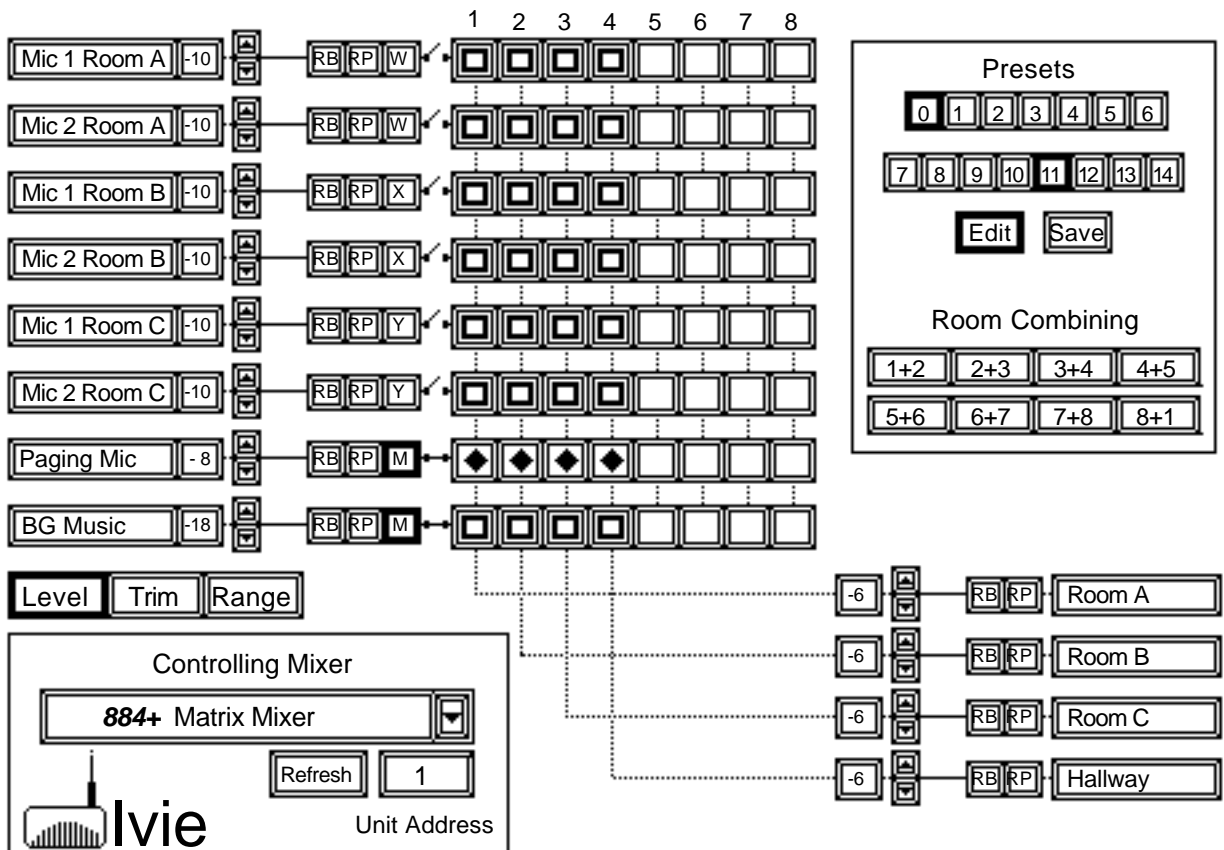 1 2 3 4 5 6 7 8
Mic 1 Room A -10 RB RP W
Mic 2 Room A -10 RB RP W
Mic 1 Room B -10 RB RP X
Mic 2 Room B -10 RB RP X
Mic 1 Room C -10 RB RP Y
Mic 2 Room C -10 RB RP Y
Paging Mic - 8 RB RP M
BG Music -18 RB RP M
Presets
0 1 2 3 4 5 6
7 8 9 10 11 12 13 14
Edit Save
Room Combining
1+2 2+3 3+4 4+5
5+6 6+7 7+8 8+1
Level Trim Range
-6 RB RP Room A
-6 RB RP Room B
-6 RB RP Room C
-6 RB RP Hallway
Controlling Mixer
884+ Matrix Mixer
Refresh 1
Ivie Unit Address